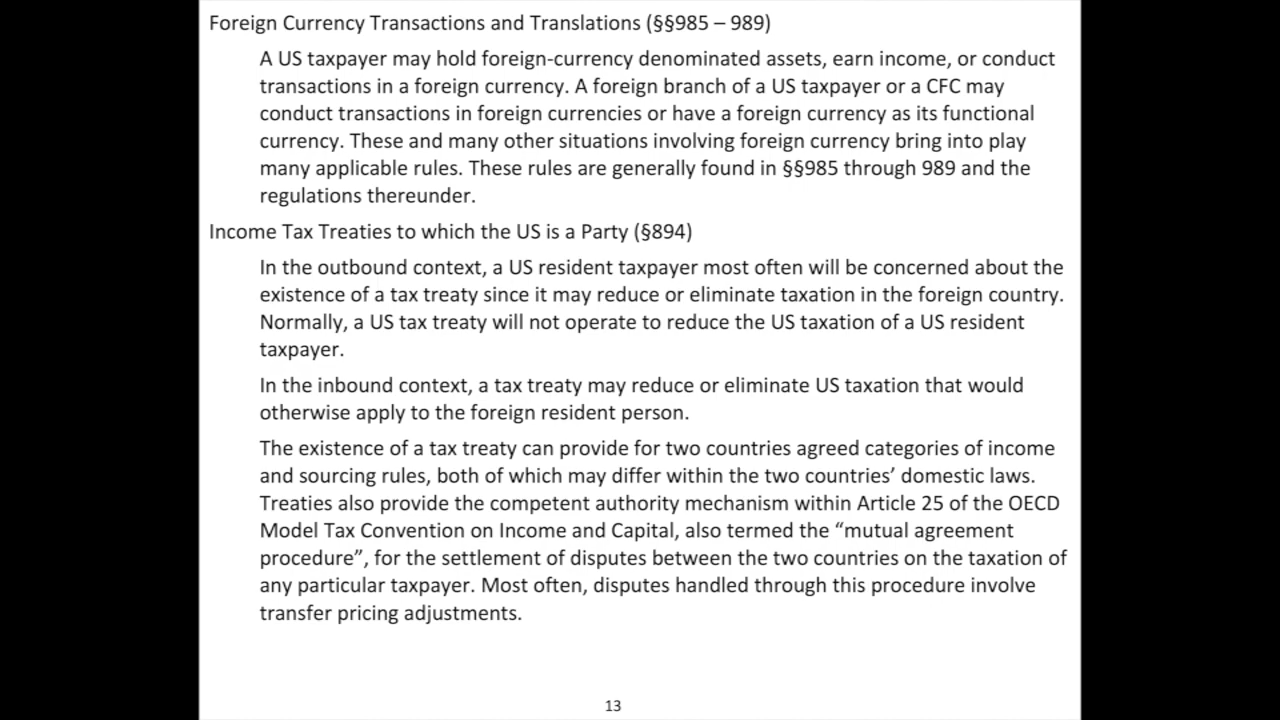 Foreign Currency Transactions and Translations (§§985 – 989)
A US taxpayer may hold foreign-currency denominated assets, earn income, or conduct
transactions in a foreign currency. A foreign branch of a US taxpayer or a CFC may
conduct transactions in foreign currencies or have a foreign currency as its functional
currency. These and many other situations involving foreign currency bring into play
many applicable rules. These rules are generally found in §§985 through 989 and the
regulations thereunder.
Income Tax Treaties to which the US is a Party (§894)
In the outbound context, a US resident taxpayer most often will be concerned about the
existence of a tax treaty since it may reduce or eliminate taxation in the foreign country.
Normally, a US tax treaty will not operate to reduce the US taxation of a US resident
taxpayer.
In the inbound context, a tax treaty may reduce or eliminate US taxation that would
otherwise apply to the foreign resident person.
The existence of a tax treaty can provide for two countries agreed categories of income
and sourcing rules, both of which may differ within the two countries’ domestic laws.
Treaties also provide the competent authority mechanism within Article 25 of the OECD
Model Tax Convention on Income and Capital, also termed the “mutual agreement
procedure”, for the settlement of disputes between the two countries on the taxation of
any particular taxpayer. Most often, disputes handled through this procedure involve
transfer pricing adjustments.
13